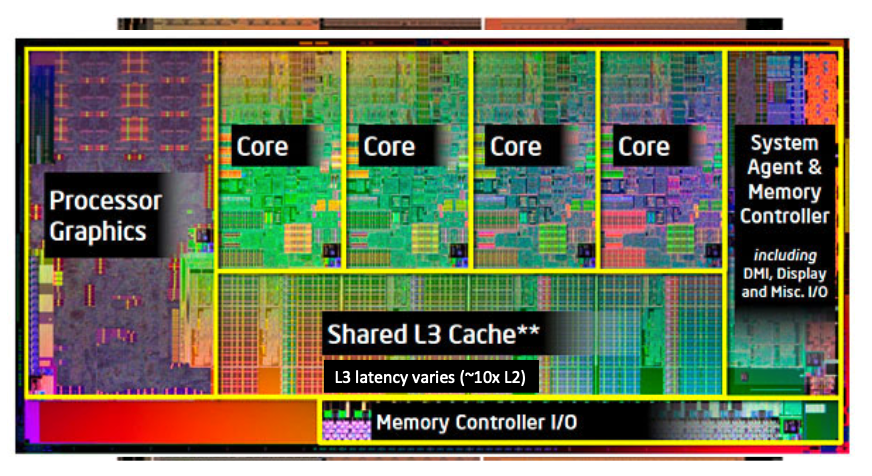 Processor
Graphics
Core
Core
Core
Core
System
Agent &
Memory
Controller
including
DMI, Display
and Misc. I/O
Shared L3 Cache**
L3 latency varies (~10x L2)
Memory Controller I/O